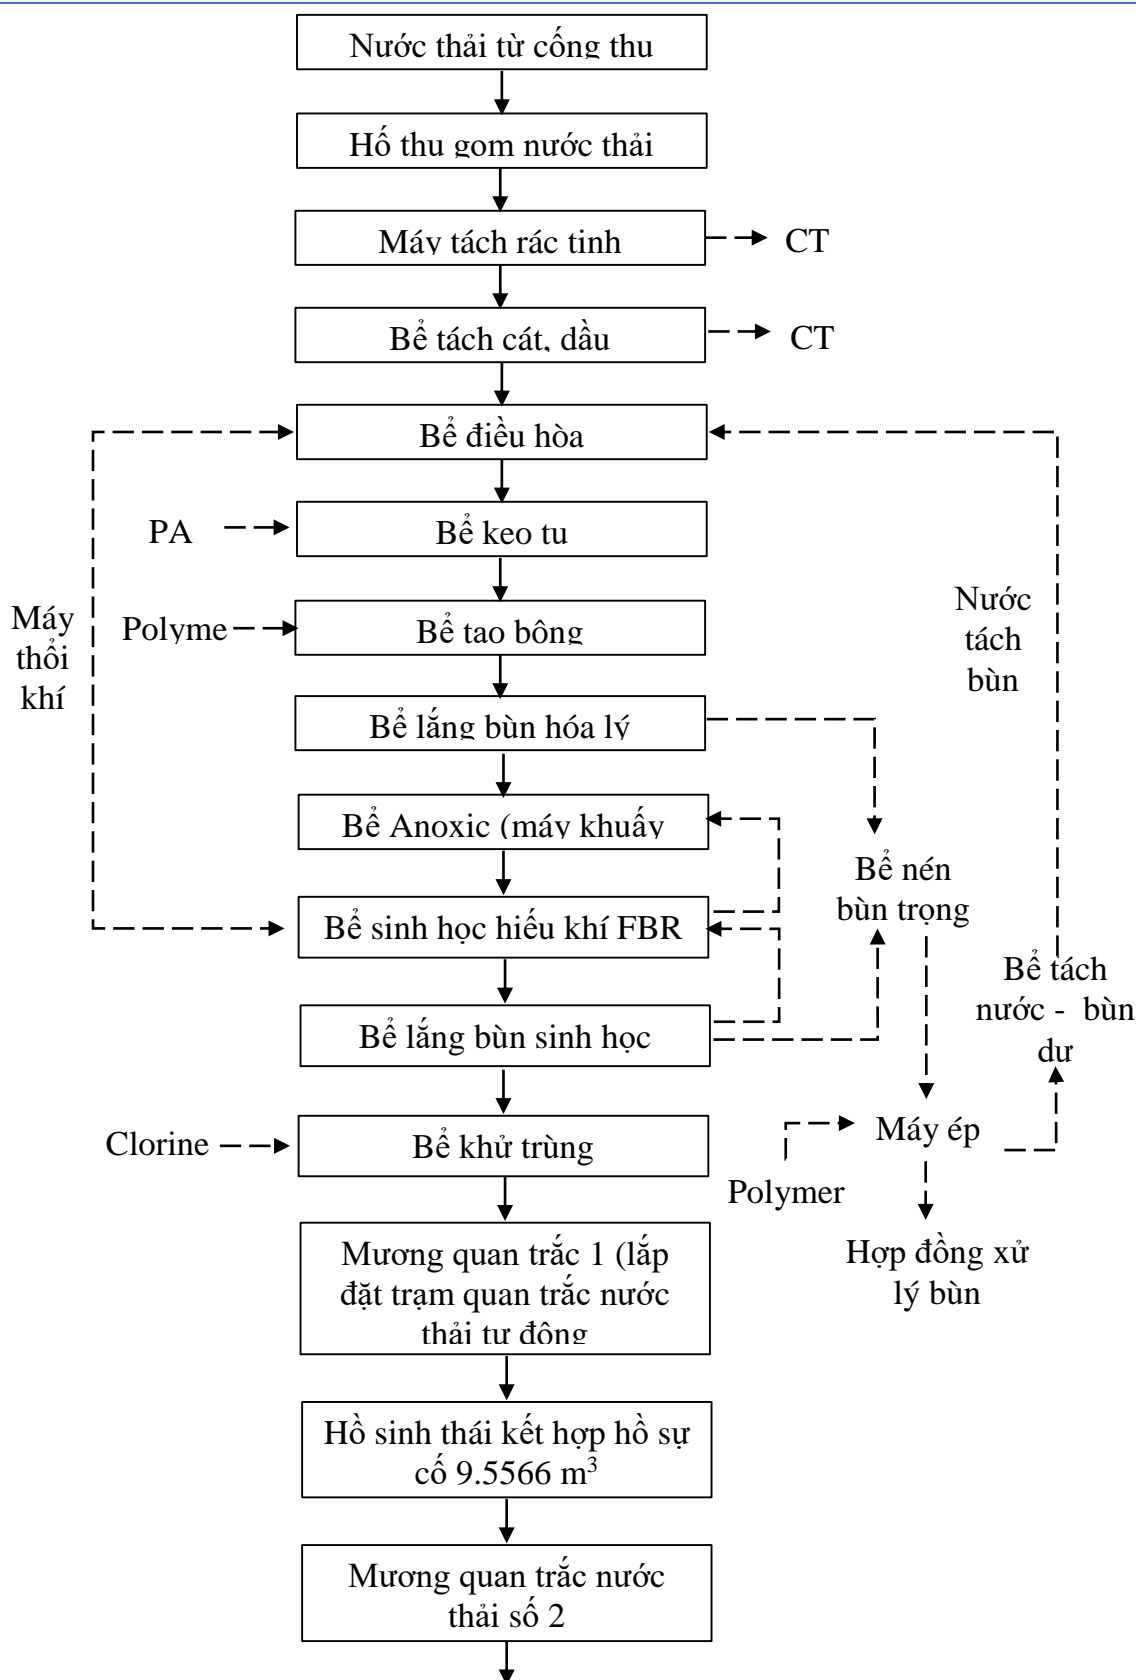 Nước thải từ cống thu
Hố thu gom nước thải
Máy tách rác tinh
CT
Bể tách cát, dầu
CT
Bể điều hòa
PA
Bể keo tu
Máy
thổi
khí
Polyme
Bể tao bông
Nước
tách
bùn
Bể lắng bùn hóa lý
Bể Anoxic (máy khuấy
Bể nén
bùn trọng
Bể sinh học hiếu khí FBR
Bể tách
nước - bùn
dư
Bể lắng bùn sinh học
Clorine
Bể khử trùng
Máy ép
Polymer
Mương quan trắc 1 (lắp
đặt trạm quan trắc nước
thải tư đông
Hợp đồng xử
lý bùn
Hồ sinh thái kết hợp hồ sự
cố 9.5566 m³
Mương quan trắc nước
thải số 2